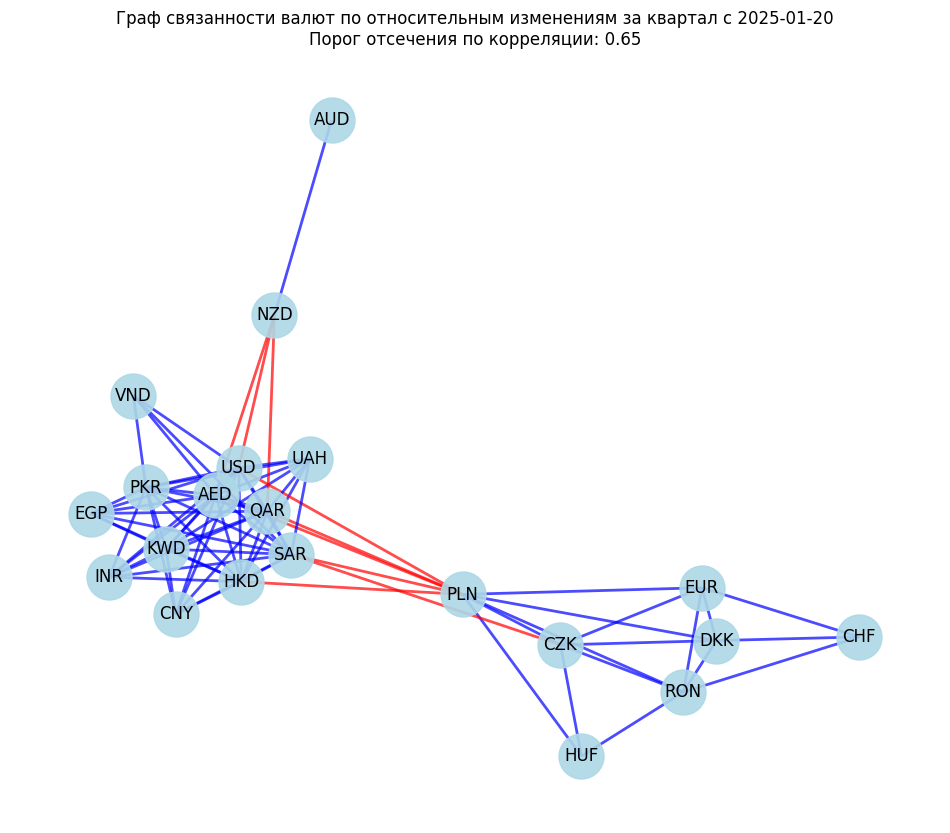 Граф связанности валют по относительным изменениям за квартал с 2025-01-20
Порог отсечения по корреляции: 0.65
AUD
NZD
VND
USD
UAH
PKR
AED
EGP
QAR
KWD
SAR
INR
HKD
CNY
PLN
EUR
CZK
DKK
CHF
RON
HUF